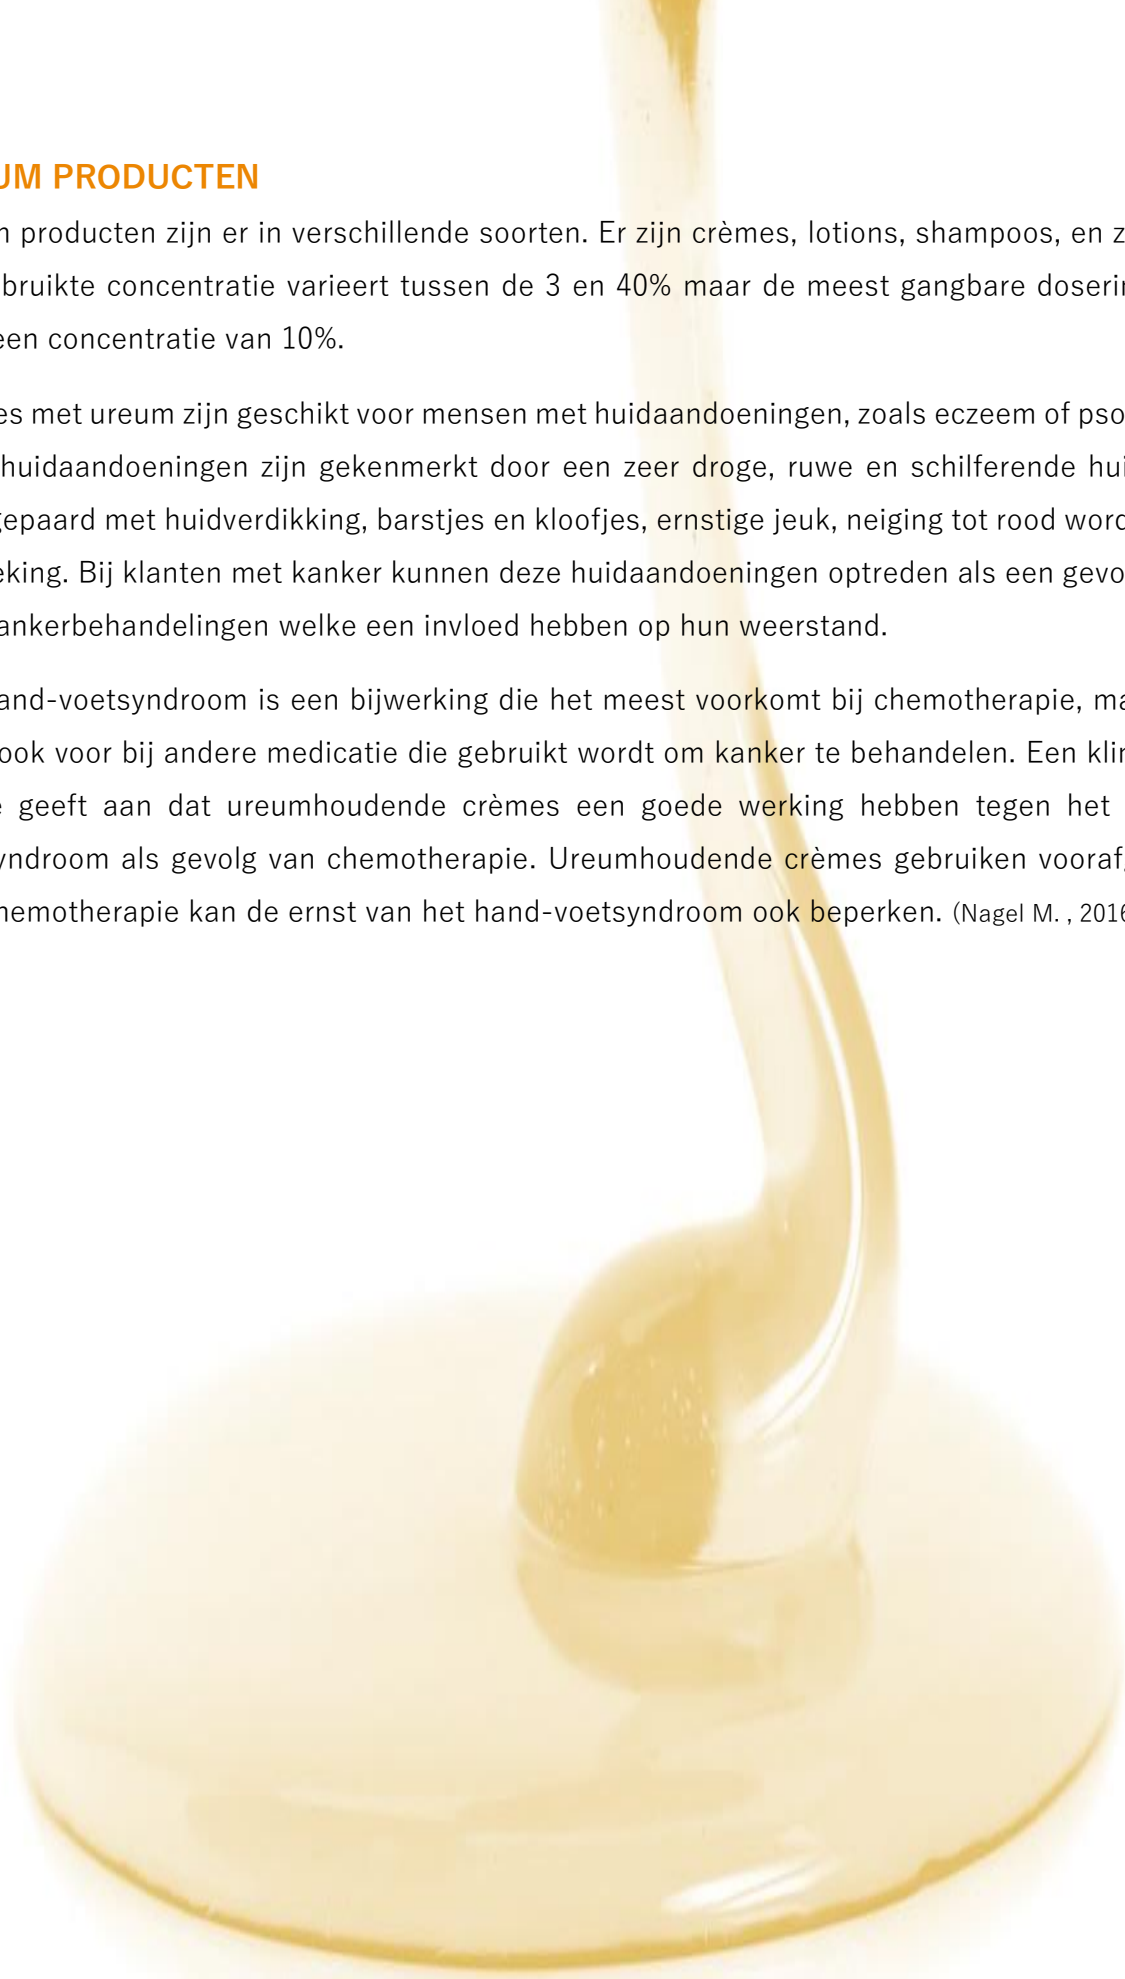 UM PRODUCTEN
n producten zijn er in verschillende soorten. Er zijn crèmes, lotions, shampoos, en z
bruikte concentratie varieert tussen de 3 en 40% maar de meest gangbare doserin
een concentratie van 10%.
es met ureum zijn geschikt voor mensen met huidaandoeningen, zoals eczeem of pso
huidaandoeningen zijn gekenmerkt door een zeer droge, ruwe en schilferende hui
gepaard met huidverdikking, barstjes en kloofjes, ernstige jeuk, neiging tot rood word
eking. Bij klanten met kanker kunnen deze huidaandoeningen optreden als een gevo
ankerbehandelingen welke een invloed hebben op hun weerstand.
and-voetsyndroom is een bijwerking die het meest voorkomt bij chemotherapie, ma
ook voor bij andere medicatie die gebruikt wordt om kanker te behandelen. Een klin
e geeft aan dat ureumhoudende crèmes een goede werking hebben tegen het
yndroom als gevolg van chemotherapie. Ureumhoudende crèmes gebruiken vooraf
hemotherapie kan de ernst van het hand-voetsyndroom ook beperken. (Nagel M. , 2016